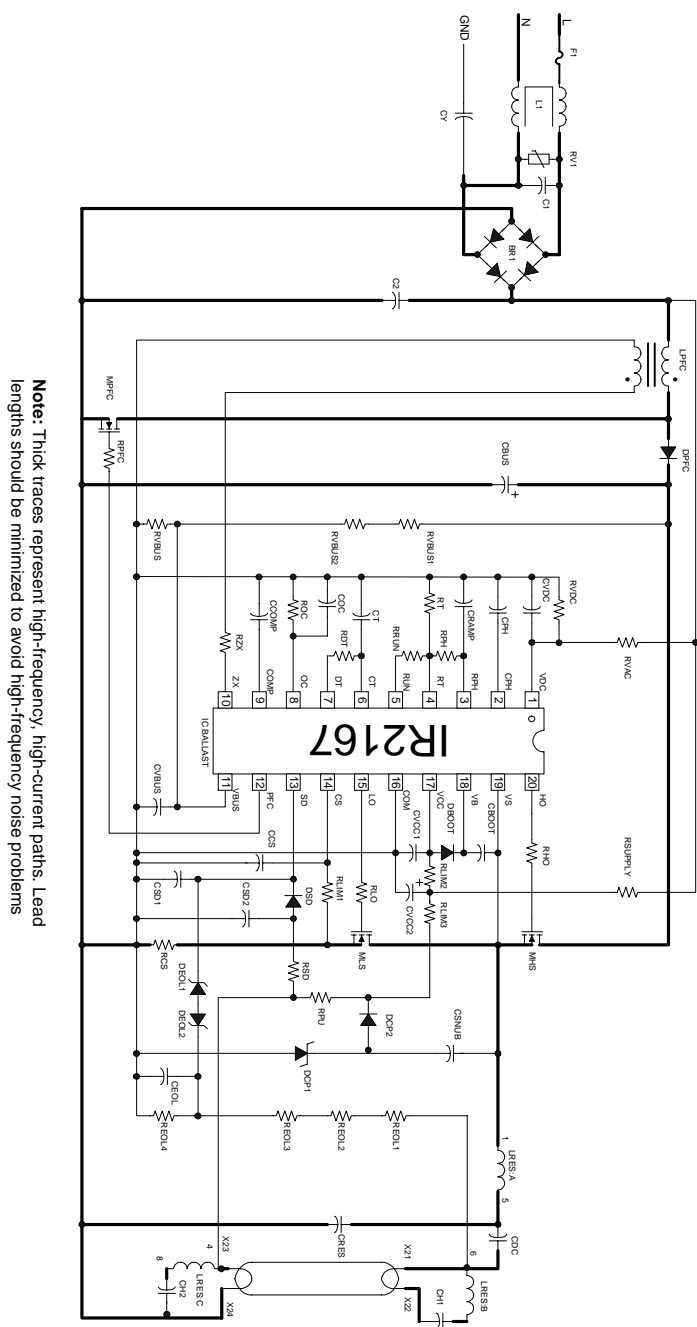 L
N
GND
F1
L1
RV1
CY
C1
BR1
C2
LPFC
MPFC
RPFC
DPFC
CBUS
+
RVBUS
RVBUS2
RVBUS1
RVDC
CVDC
RVAC
CPH
CRAMP
RT
RPH
RRUN
CT
RDT
COC
ROC
CCOMP
RZX
VDC
CPH
RPH
RT
RUN
CT
DT
OC
COMP
ZX
1
2
3
4
5
6
7
8
9
10
IR2167
IC BALLAST
20
19
18
17
16
15
14
13
12
11
HO
VS
VB
VCC
COM
LO
CS
SD
PFC
VBUS
CVBUS
CBOOT
DBOOT
CVCC1
RHO
RSUPPLY
RLIM2
CVCC2
+
RLIM3
RLO
RLIM1
CCS
DSD
CSD1
CSD2
MHS
MLS
RCS
RSD
RPU
DEOL1
DEOL2
DCP2
CSNUB
DCP1
CEOL
REOL4
REOL3
REOL2
REOL1
1
LRES:A
5
CDC
CRES
X21
X22
X23
X24
6
LRES:B
CH1
4
LRES:C
8
CH2
Note: Thick traces represent high-frequency, high-current paths. Lead
lengths should be minimized to avoid high-frequency noise problems